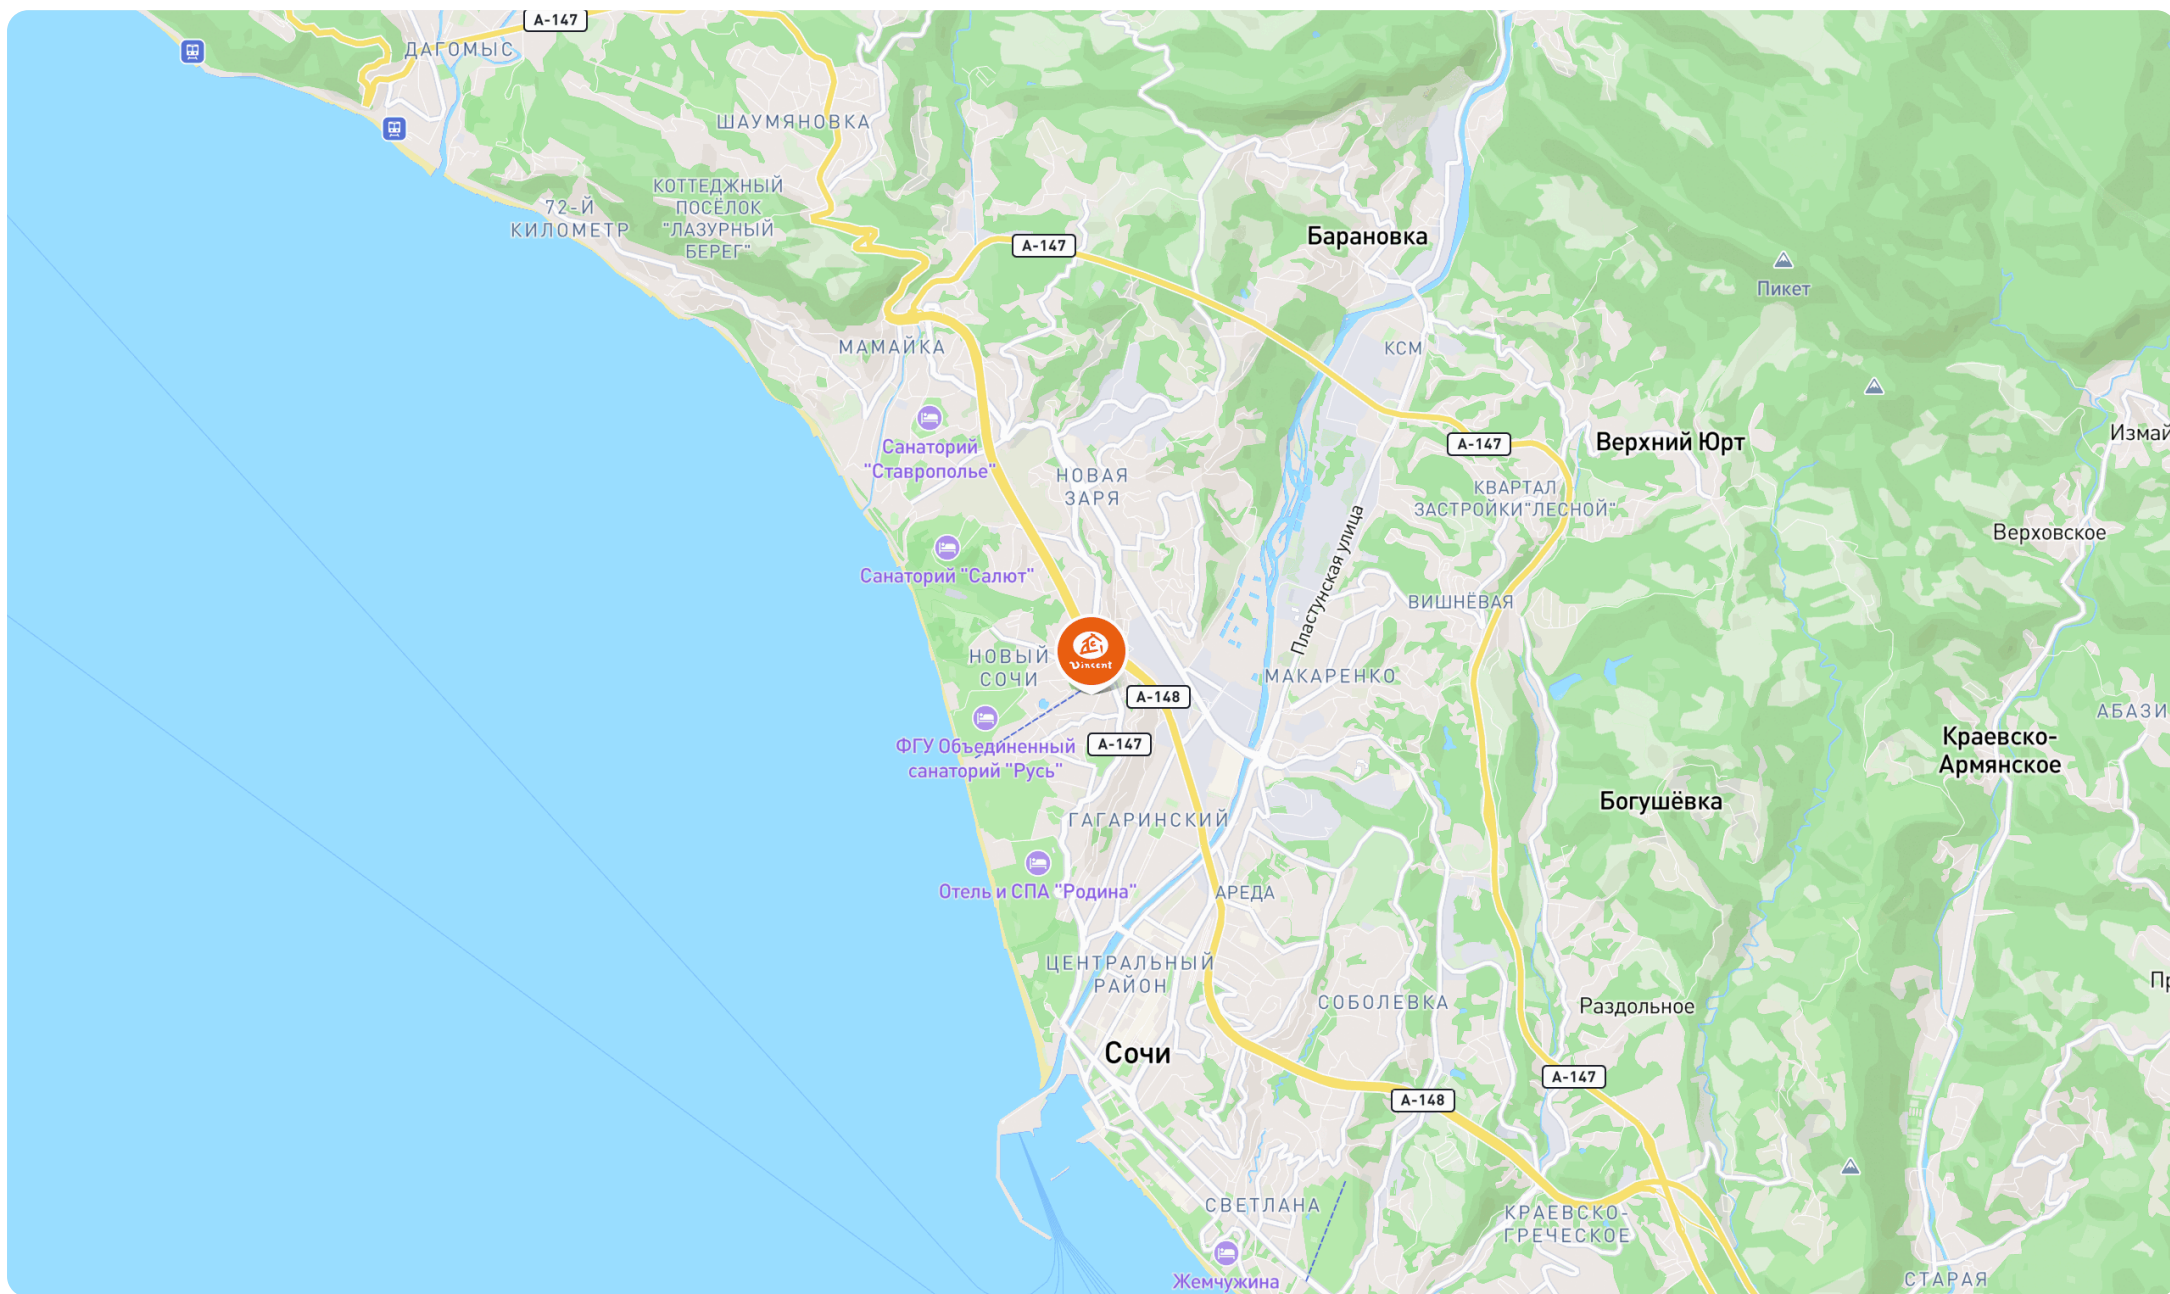 А-147
ДАГОМЫС
ШАУМЯНОВКА
КОТТЕДЖНЫЙ
ПОСЁЛОК
"ЛАЗУРНЫЙ
БЕРЕГ"
72-Й
КИЛОМЕТР
А-147
Барановка
Пикет
МАМАЙКА
КСМ
Санаторий
"Ставрополье"
НОВАЯ
ЗАРЯ
А-147
Верхний Юрт
КВАРТАЛ
ЗАСТРОЙКИ"ЛЕСНОЙ"
Измай
Верховское
Санаторий "Салют"
Пластунская улица
ВИШНЁВАЯ
Vincent
НОВЫЙ
СОЧИ
МАКАРЕНКО
А-148
А-147
ФГУ Объединенный
санаторий "Русь"
АБАЗИ
Краевско-
Армянское
Богушёвка
ГАГАРИНСКИЙ
Отель и СПА "Родина"
АРЕДА
ЦЕНТРАЛЬНЫЙ
РАЙОН
СОБОЛЕВКА
Раздольное
Пр
Сочи
А-147
А-148
СВЕТЛАНА
КРАЕВСКО-
ГРЕЧЕСКОЕ
Жемчужина
СТАРАЯ